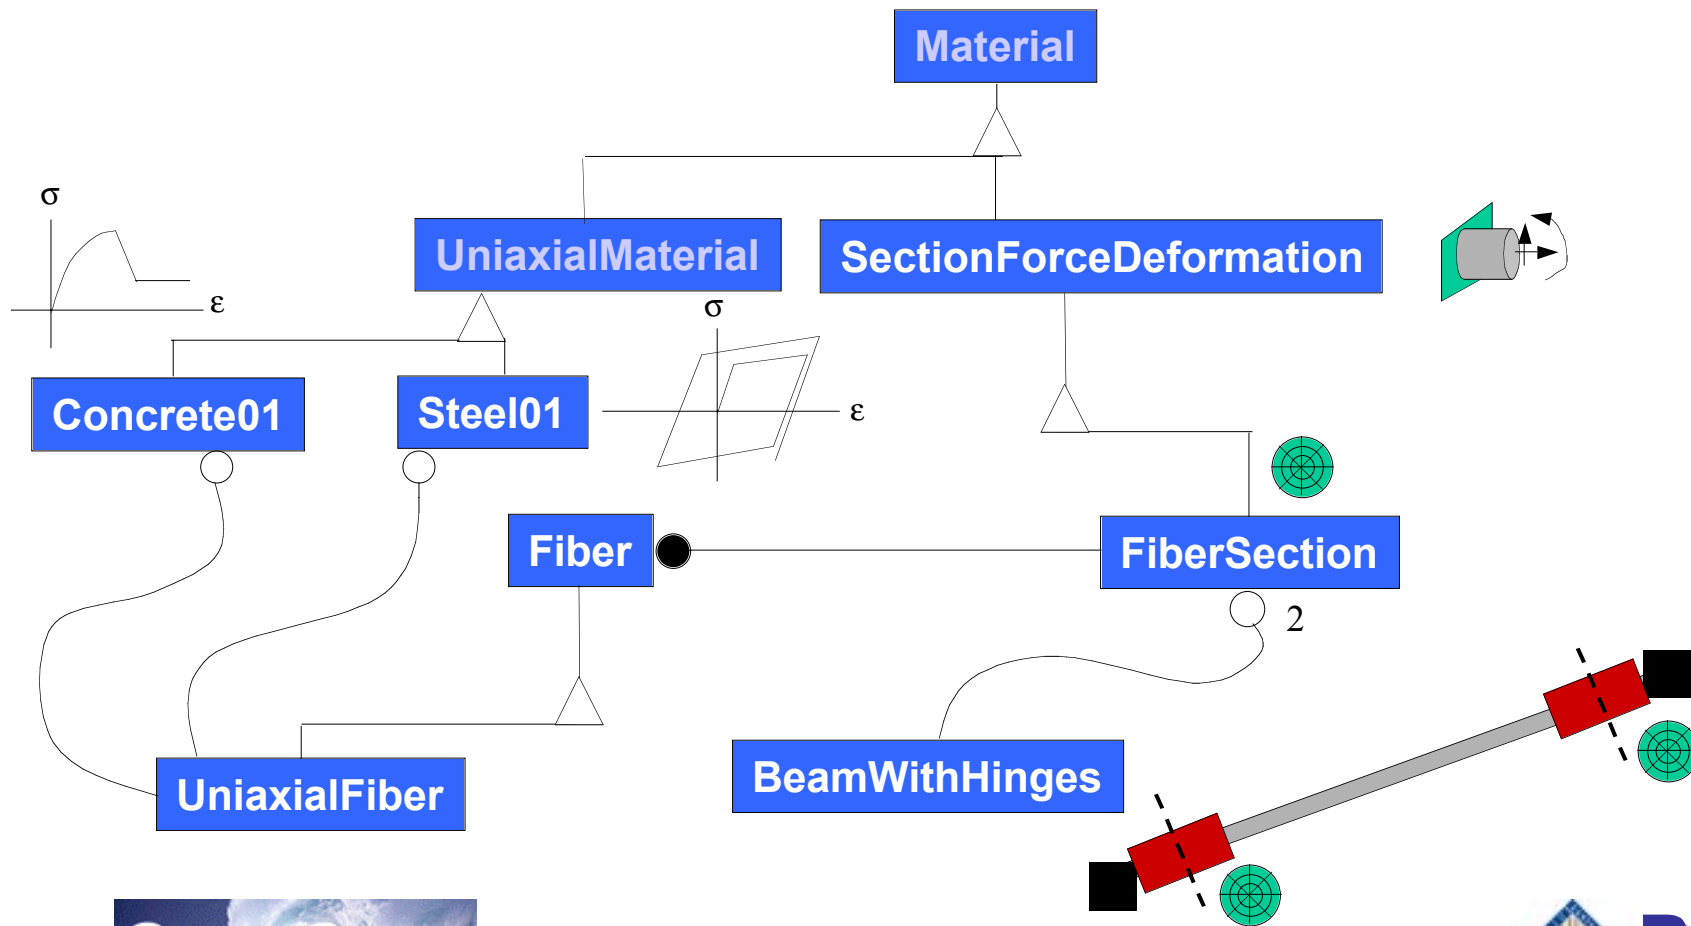 Material
σ
UniaxialMaterial
SectionForceDeformation
ε
σ
Concrete01
Steel01
ε
Fiber
FiberSection
2
UniaxialFiber
BeamWithHinges